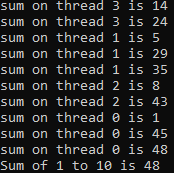 sum on thread 3 is 14
sum on thread 3 is 24
sum on thread 1 is 5
sum on thread 1 is 29
sum on thread 1 is 35
sum on thread 2 is 8
sum on thread 2 is 43
sum on thread 0 is 1
sum on thread 0 is 45
sum on thread 0 is 48
Sum of 1 to 10 is 48